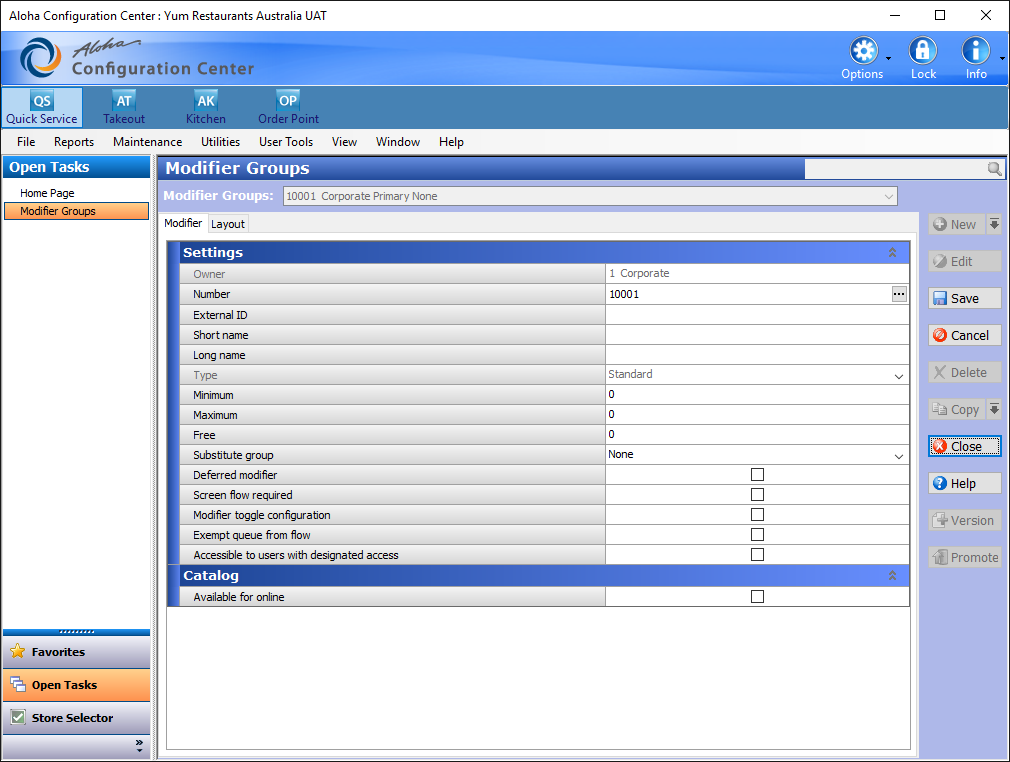 Aloha Configuration Center : Yum Restaurants Australia UAT
Aloha
Configuration Center
Options
Lock
Info
QS
Quick Service
AT
Takeout
AK
Kitchen
OP
Order Point
File Reports Maintenance Utilities User Tools View Window Help
Open Tasks
Home Page
Modifier Groups
Favorites
Open Tasks
Store Selector
Modifier Groups
Modifier Groups: 10001 Corporate Primary None
Modifier Layout
Settings
Owner 1 Corporate
Number 10001 ...
External ID
Short name
Long name
Type Standard
Minimum 0
Maximum 0
Free 0
Substitute group None
Deferred modifier
Screen flow required
Modifier toggle configuration
Exempt queue from flow
Accessible to users with designated access
Catalog
Available for online
New
Edit
Save
Cancel
Delete
Copy
Close
Help
Version
Promote